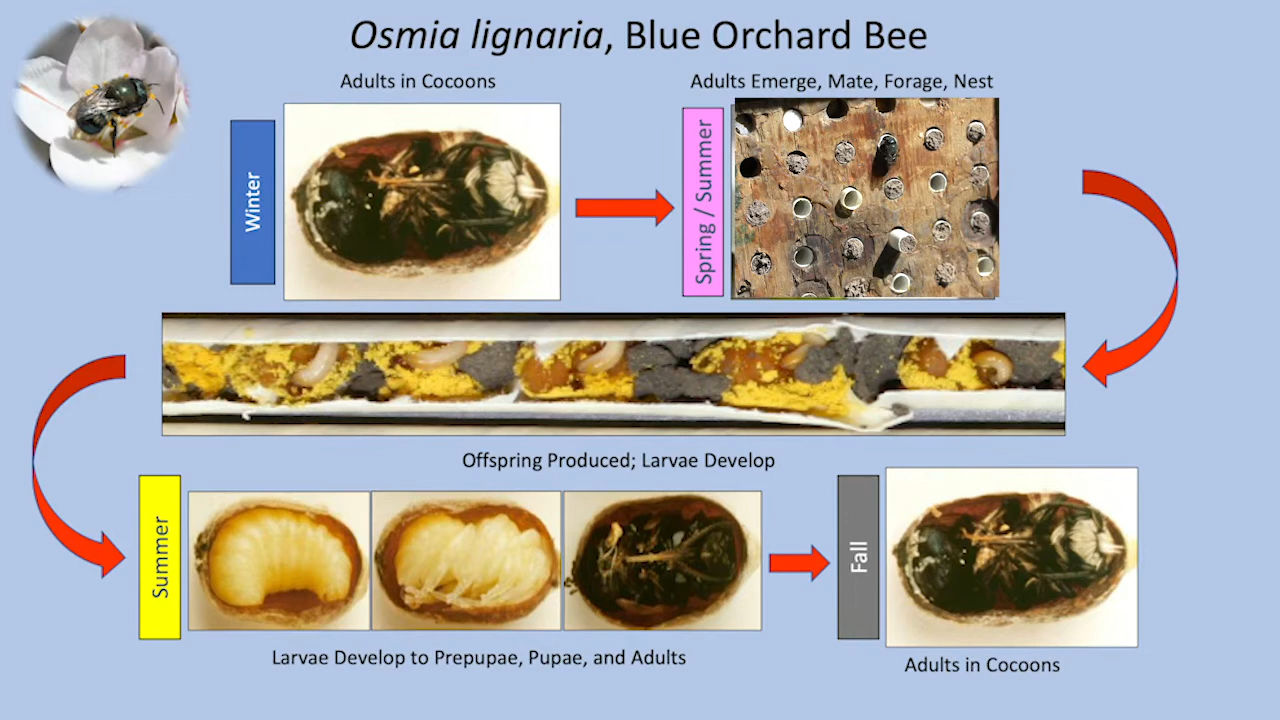 Osmia lignaria, Blue Orchard Bee
Adults in Cocoons
Adults Emerge, Mate, Forage, Nest
Winter
Spring / Summer
Offspring Produced; Larvae Develop
Summer
Fall
Larvae Develop to Prepupae, Pupae, and Adults
Adults in Cocoons